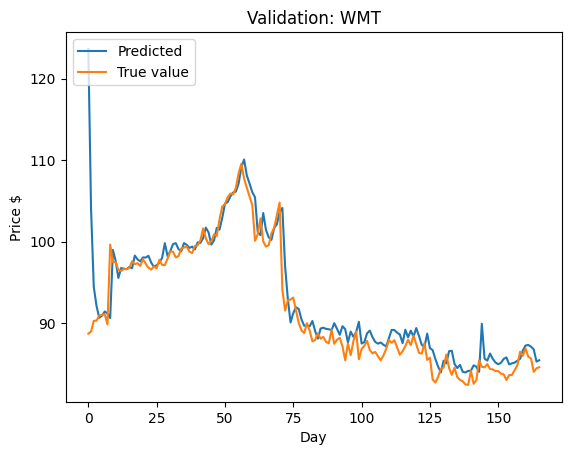 Validation: WMT
Predicted
True value
Price $
120
110
100
90
0 25 50 75 100 125 150
Day